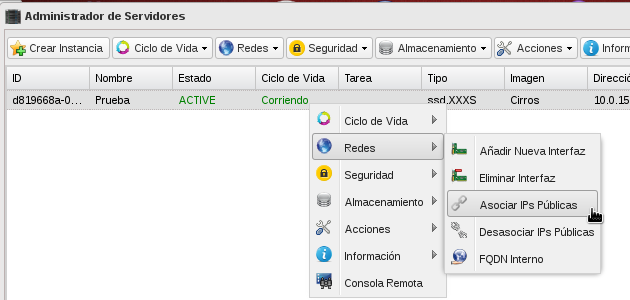 Administrador de Servidores
Crear Instancia Ciclo de Vida Redes Seguridad Almacenamiento Acciones Inform
ID Nombre Estado Ciclo de Vida Tarea Tipo Imagen Direcció
d819668a-0... Prueba ACTIVE Corriendo ssd.XXXS Cirros 10.0.15
Ciclo de Vida
Redes
Seguridad
Almacenamiento
Acciones
Información
Consola Remota
Añadir Nueva Interfaz
Eliminar Interfaz
Asociar IPs Públicas
Desasociar IPs Públicas
FQDN Interno